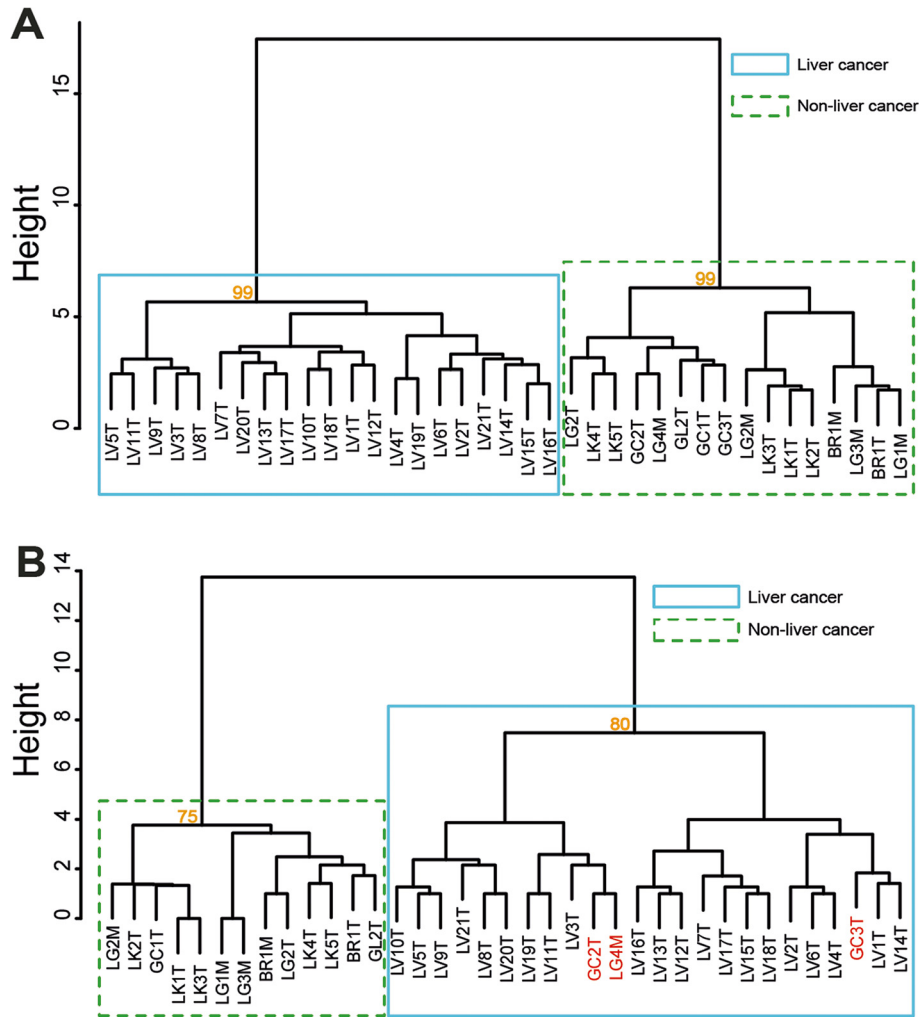 A
Height
15
10
5
0
Liver cancer
Non-liver cancer
99
99
LV5T LV11T LV9T LV3T LV8T LV7T LV20T LV13T LV17T LV10T LV18T LV1T LV12T LV4T LV19T LV6T LV2T LV21T LV14T LV15T LV16T LG2T LK4T LK5T GC2T LG4M GL2T GC1T GC3T LG2M LK3T LK1T LK2T BR1M LG3M BR1T LG1M
B
Height
14
12
10
8
6
4
2
0
Liver cancer
Non-liver cancer
80
75
LG2M LK2T GC1T LK1T LK3T LG1M LG3M BR1M LG2T LK4T LK5T BR1T GL2T LV10T LV5T LV9T LV21T LV8T LV20T LV19T LV11T LV3T GC2T LG4M LV16T LV13T LV12T LV7T LV17T LV15T LV18T LV2T LV6T LV4T GC3T LV1T LV14T